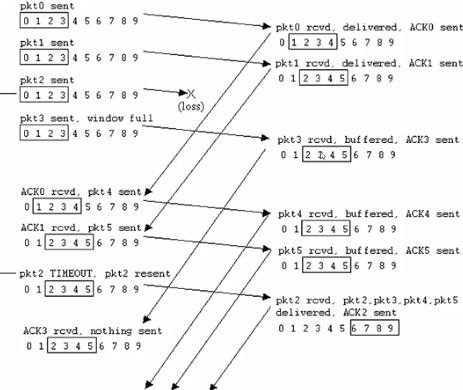 pkt0 sent
0 1 2 3 4 5 6 7 8 9
pkt1 sent
0 1 2 3 4 5 6 7 8 9
pkt2 sent
0 1 2 3 4 5 6 7 8 9
X
(loss)
pkt3 sent, window full
0 1 2 3 4 5 6 7 8 9
ACK0 rcvd, pkt4 sent
0 1 2 3 4 5 6 7 8 9
ACK1 rcvd, pkt5 sent
0 1 2 3 4 5 6 7 8 9
pkt2 TIMEOUT, pkt2 resent
0 1 2 3 4 5 6 7 8 9
ACK3 rcvd, nothing sent
0 1 2 3 4 5 6 7 8 9
pkt0 rcvd, delivered, ACK0 sent
0 1 2 3 4 5 6 7 8 9
pkt1 rcvd, delivered, ACK1 sent
0 1 2 3 4 5 6 7 8 9
pkt3 rcvd, buffered, ACK3 sent
0 1 2 3 4 5 6 7 8 9
pkt4 rcvd, buffered, ACK4 sent
0 1 2 3 4 5 6 7 8 9
pkt5 rcvd, buffered, ACK5 sent
0 1 2 3 4 5 6 7 8 9
pkt2 rcvd, pkt2,pkt3,pkt4,pkt5
delivered, ACK2 sent
0 1 2 3 4 5 6 7 8 9